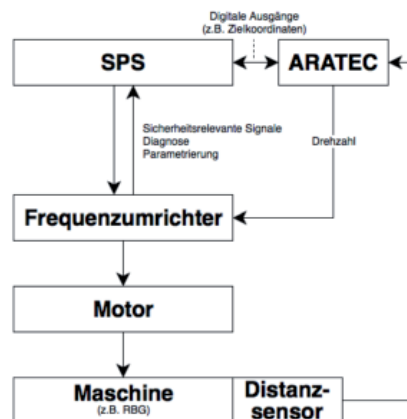 Digitale Ausgänge
(z.B. Zielkoordinaten)
SPS
ARATEC
Sicherheitsrelevante Signale
Diagnose
Parametrierung
Drehzahl
Frequenzumrichter
Motor
Maschine
(z.B. RBG)
Distanz-
sensor